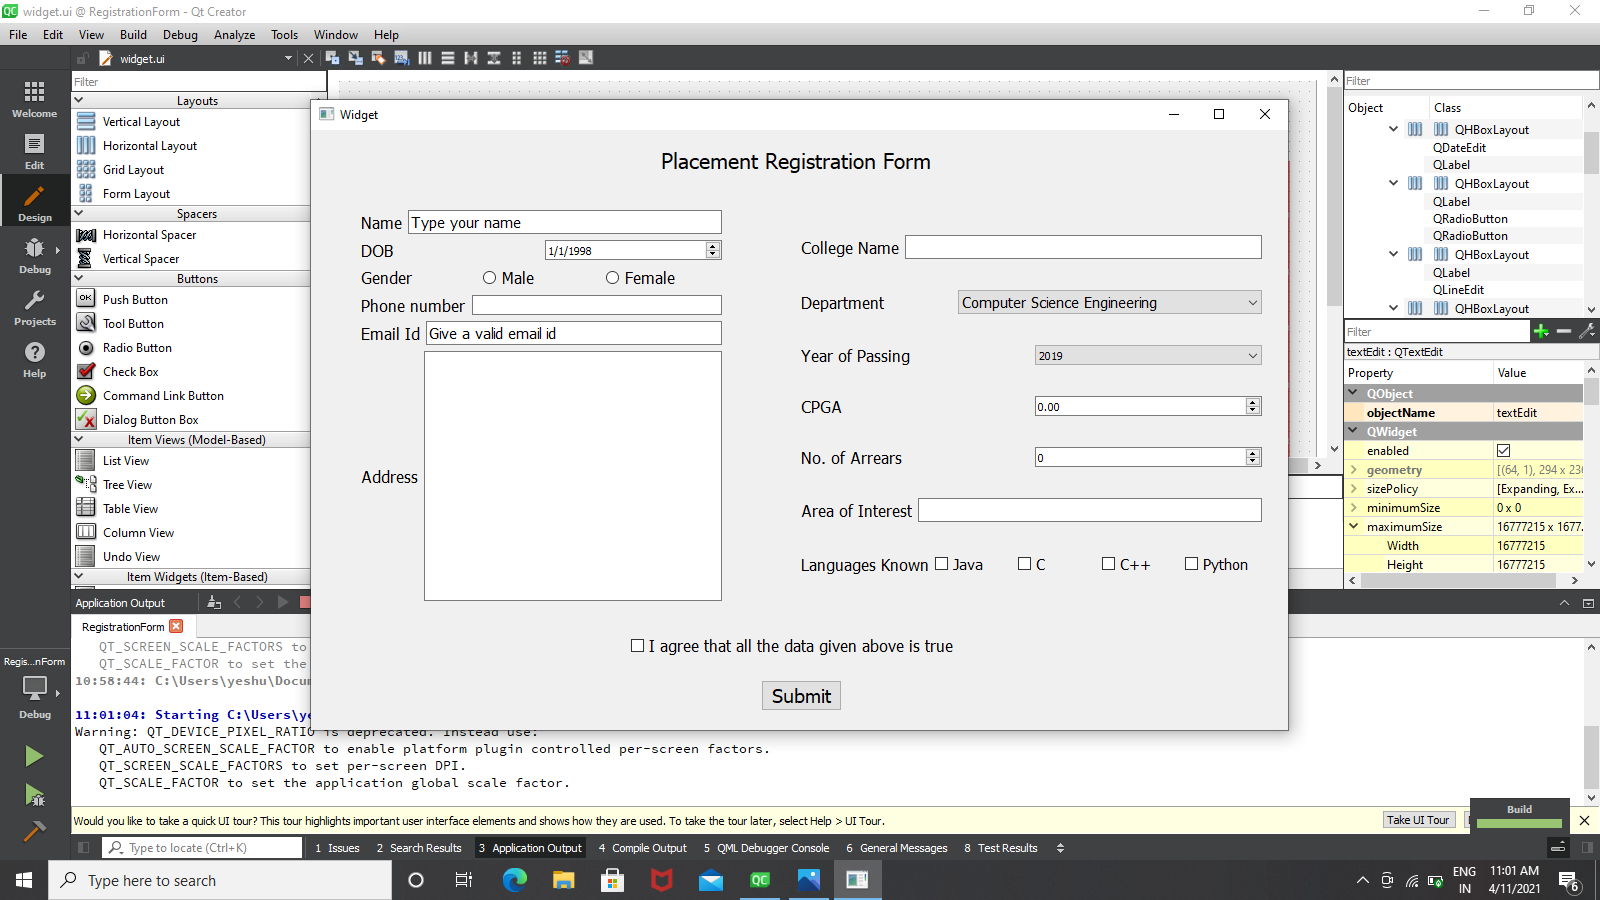 widget.ui @ RegistrationForm - Qt Creator
File Edit View Build Debug Analyze Tools Window Help
widget.ui
Filter
Layouts
Vertical Layout
Horizontal Layout
Grid Layout
Form Layout
Spacers
Horizontal Spacer
Vertical Spacer
Buttons
Push Button
Tool Button
Radio Button
Check Box
Command Link Button
Dialog Button Box
Item Views (Model-Based)
List View
Tree View
Table View
Column View
Undo View
Item Widgets (Item-Based)
Welcome
Edit
Design
Debug
Projects
Help
Regis...nForm
Debug
Widget
Placement Registration Form
Name Type your name
DOB 1/1/1998
Gender Male Female
Phone number
Email Id Give a valid email id
Address
College Name
Department Computer Science Engineering
Year of Passing 2019
CPGA 0.00
No. of Arrears 0
Area of Interest
Languages Known Java C C++ Python
I agree that all the data given above is true
Submit
Filter
Object Class
QHBoxLayout
QDateEdit
QLabel
QHBoxLayout
QLabel
QRadioButton
QRadioButton
QHBoxLayout
QLabel
QLineEdit
QHBoxLayout
Filter
textEdit : QTextEdit
Property Value
QObject
objectName textEdit
QWidget
enabled
geometry [(64, 1), 294 x 236
sizePolicy [Expanding, Ex...
minimumSize 0 x 0
maximumSize 16777215 x 1677...
Width 16777215
Height 16777215
Application Output
RegistrationForm
QT_SCREEN_SCALE_FACTORS to
QT_SCALE_FACTOR to set the
10:58:44: C:\Users\yeshu\Docum
11:01:04: Starting C:\Users\ye
Warning: QT_DEVICE_PIXEL_RATIO is deprecated. Instead use:
QT_AUTO_SCREEN_SCALE_FACTOR to enable platform plugin controlled per-screen factors.
QT_SCREEN_SCALE_FACTORS to set per-screen DPI.
QT_SCALE_FACTOR to set the application global scale factor.
Would you like to take a quick UI tour? This tour highlights important user interface elements and shows how they are used. To take the tour later, select Help > UI Tour.
Take UI Tour
Build
Type to locate (Ctrl+K)
1 Issues 2 Search Results 3 Application Output 4 Compile Output 5 QML Debugger Console 6 General Messages 8 Test Results
Type here to search
ENG
IN
11:01 AM
4/11/2021
6